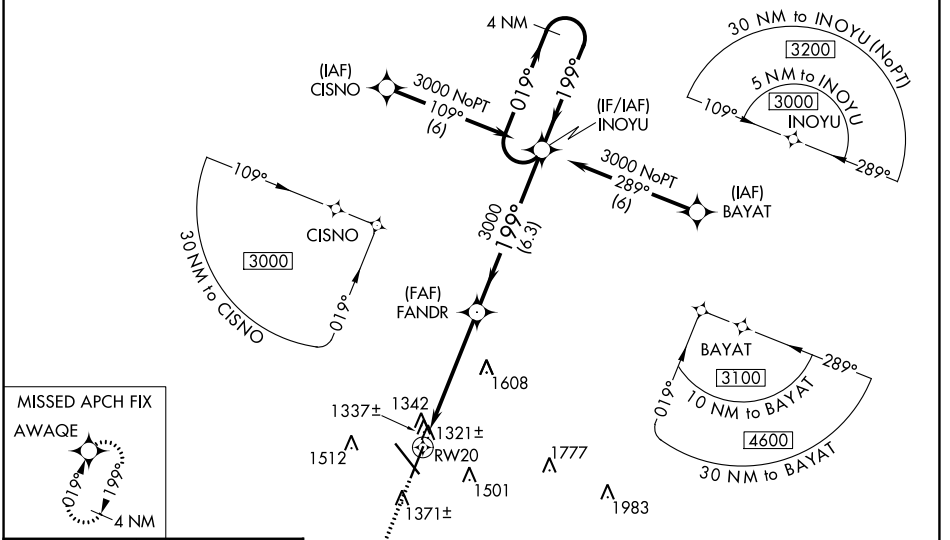 4 NM
019°
199°
(IAF)
CISNO
3000 NoPT
109°
(6)
(IF/IAF)
INOYU
3000 NoPT
289°
(6)
(IAF)
BAYAT
3000
199°
(6.3)
(FAF)
FANDR
30 NM to INOYU (NoPT)
3200
5 NM to INOYU
3000
INOYU
109°
289°
109°
CISNO
3000
019°
30 NM to CISNO
BAYAT
289°
3100
019°
10 NM to BAYAT
4600
30 NM to BAYAT
1608
1342
1337±
1321±
RW20
1512
1777
1501
1983
1371±
MISSED APCH FIX
AWAQE
019°
199°
4 NM